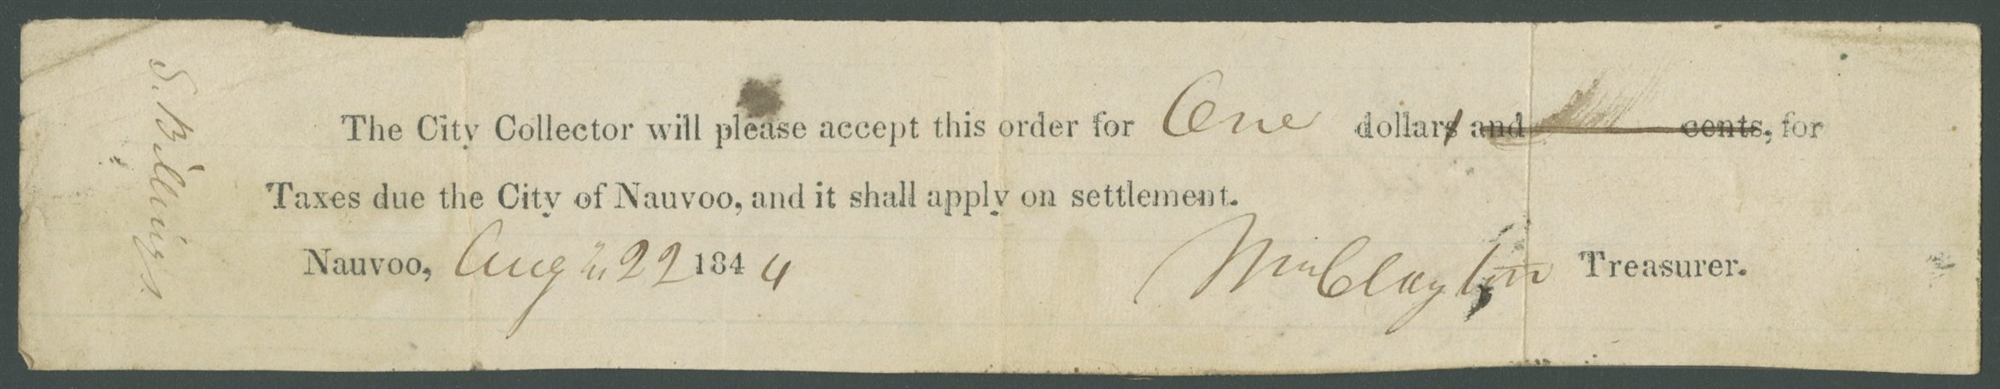 S. Billings
The City Collector will please accept this order for One dollars and cents, for
Taxes due the City of Nauvoo, and it shall apply on settlement.
Nauvoo, Augt 22 1844 Wm Clayton Treasurer.